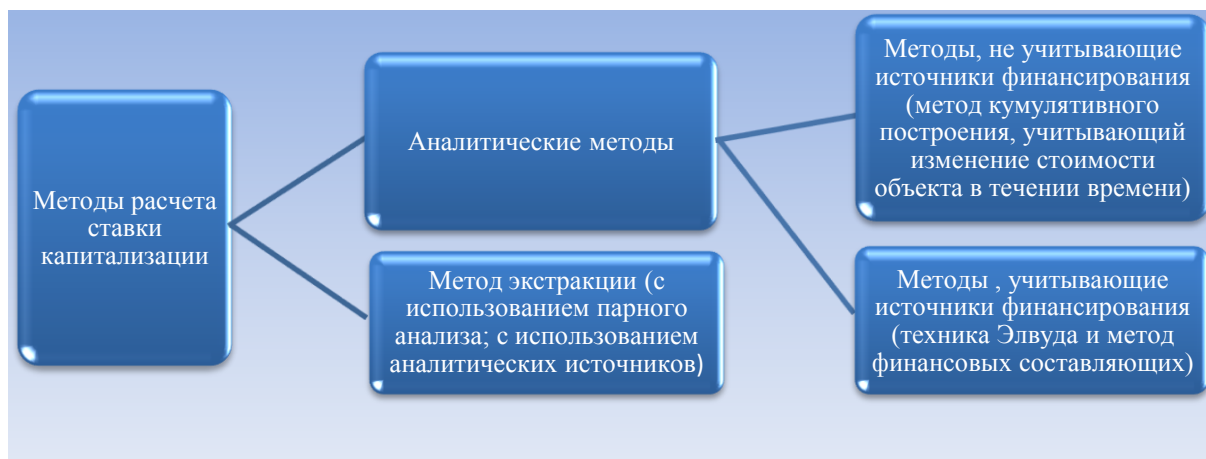 Методы расчета
ставки
капитализации
Аналитические методы
Метод экстракции (с
использованием парного
анализа; с использованием
аналитических источников)
Методы, не учитывающие
источники финансирования
(метод кумулятивного
построения, учитывающий
изменение стоимости
объекта в течении времени)
Методы , учитывающие
источники финансирования
(техника Элвуда и метод
финансовых составляющих)